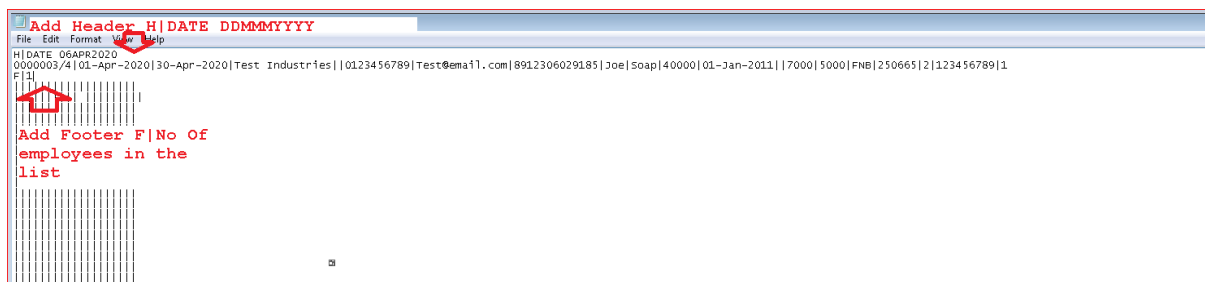 Add Header H|DATE DDMMMYYYY
File Edit Format View Help
H|DATE 06APR2020
0000003/4|01-Apr-2020|30-Apr-2020|Test Industries||0123456789|Test@email.com|8912306029185|Joe|Soap|40000|01-Jan-2011||7000|5000|FNB|250665|2|123456789|1
F|1|
||||||||||||||||||
|||||||||| |||||||||
||||||||||||||||||
||||||||||||||||||
Add Footer F|No Of
employees in the
list
||||||||||||||||||
||||||||||||||||||
||||||||||||||||||
||||||||||||||||||
||||||||||||||||||
||||||||||||||||||
||||||||||||||||||
||||||||||||||||||